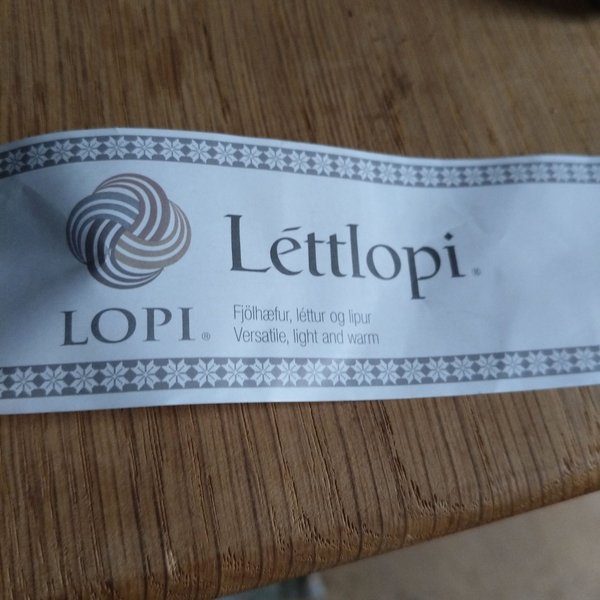 Léttlopi®
LOPI®
Fjölhæfur, léttur og lipur
Versatile, light and warm